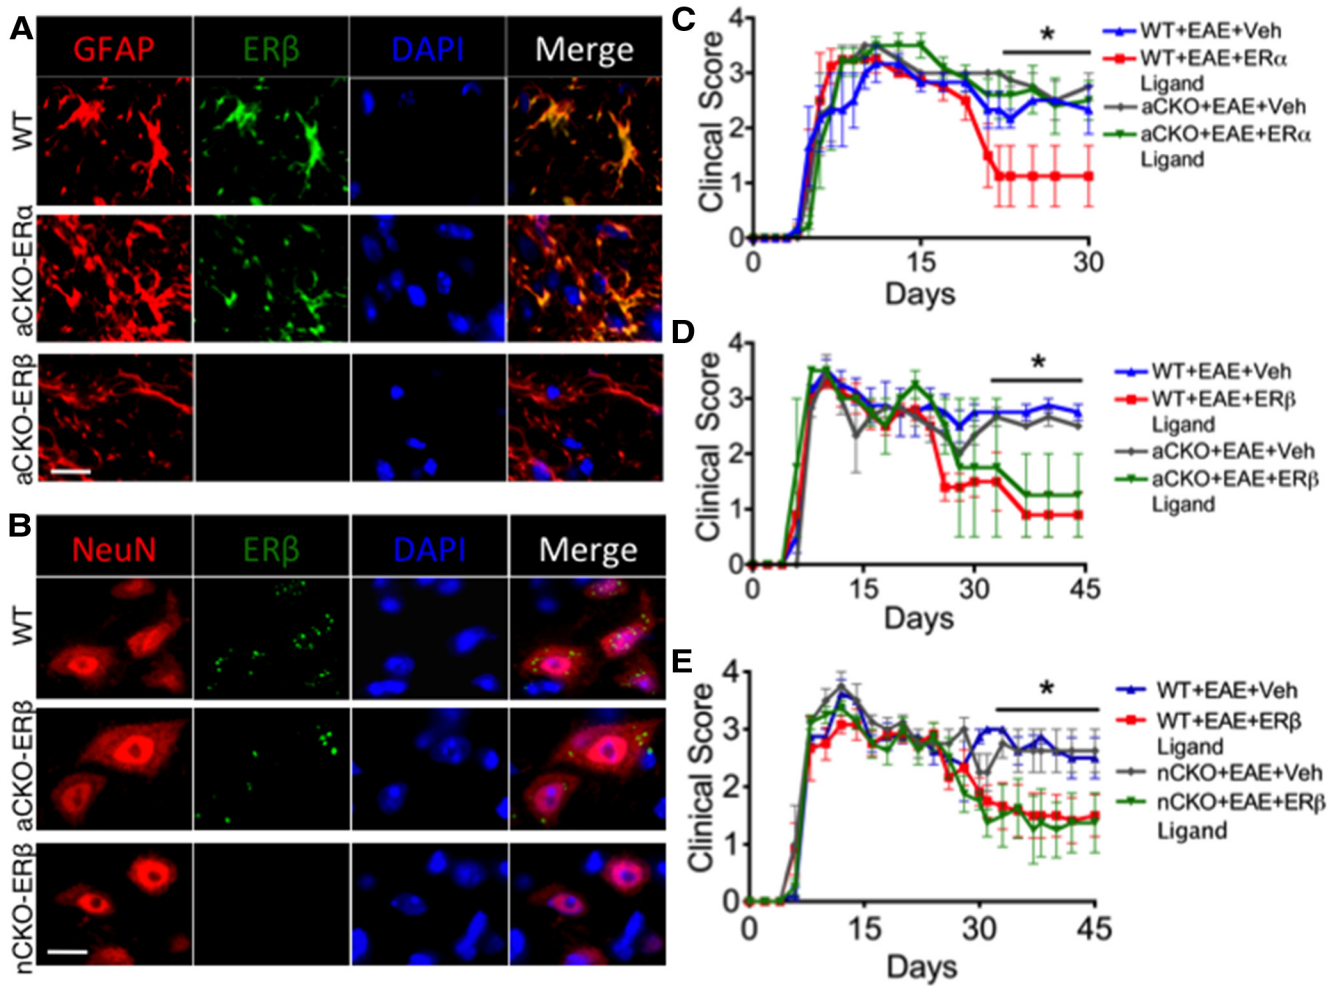 A
GFAP ERβ DAPI Merge
WT
aCKO-ERα
aCKO-ERβ
B
NeuN ERβ DAPI Merge
WT
aCKO-ERβ
nCKO-ERβ
C
Clincal Score
4
3
2
1
0
0 15 30
Days
*
WT+EAE+Veh
WT+EAE+ERα
Ligand
aCKO+EAE+Veh
aCKO+EAE+ERα
Ligand
D
Clinical Score
4
3
2
1
0
0 15 30 45
Days
*
WT+EAE+Veh
WT+EAE+ERβ
Ligand
aCKO+EAE+Veh
aCKO+EAE+ERβ
Ligand
E
Clinical Score
4
3
2
1
0
0 15 30 45
Days
*
WT+EAE+Veh
WT+EAE+ERβ
Ligand
nCKO+EAE+Veh
nCKO+EAE+ERβ
Ligand